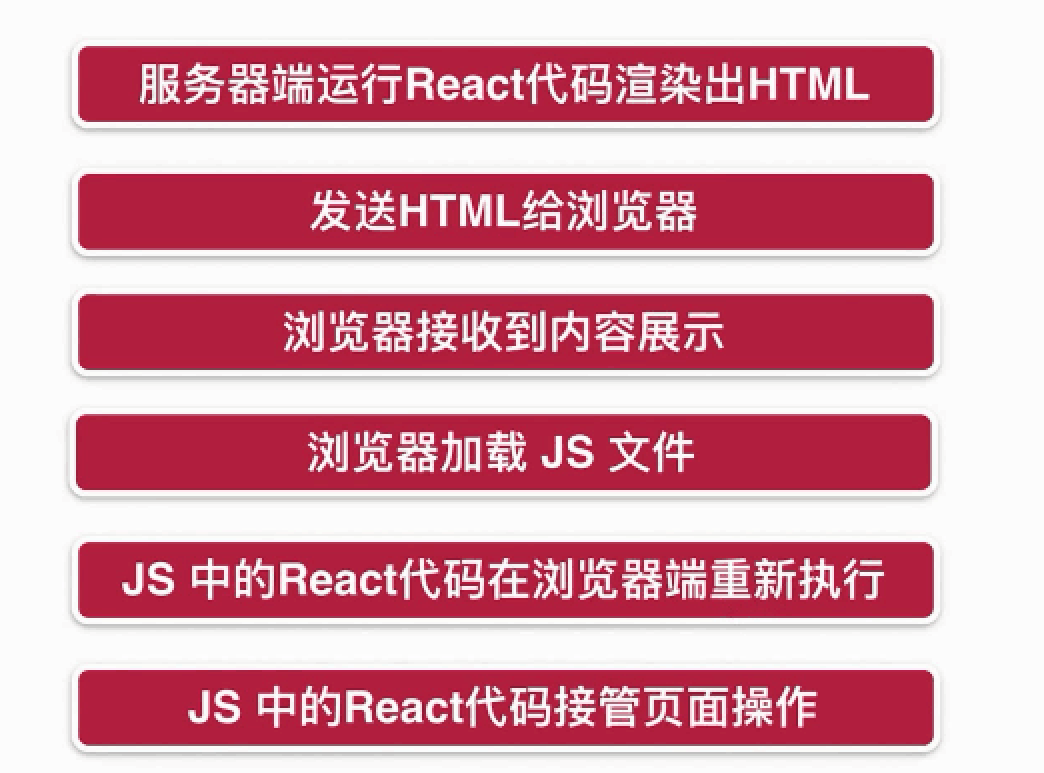 服务器端运行React代码渲染出HTML
发送HTML给浏览器
浏览器接收到内容展示
浏览器加载 JS 文件
JS 中的React代码在浏览器端重新执行
JS 中的React代码接管页面操作